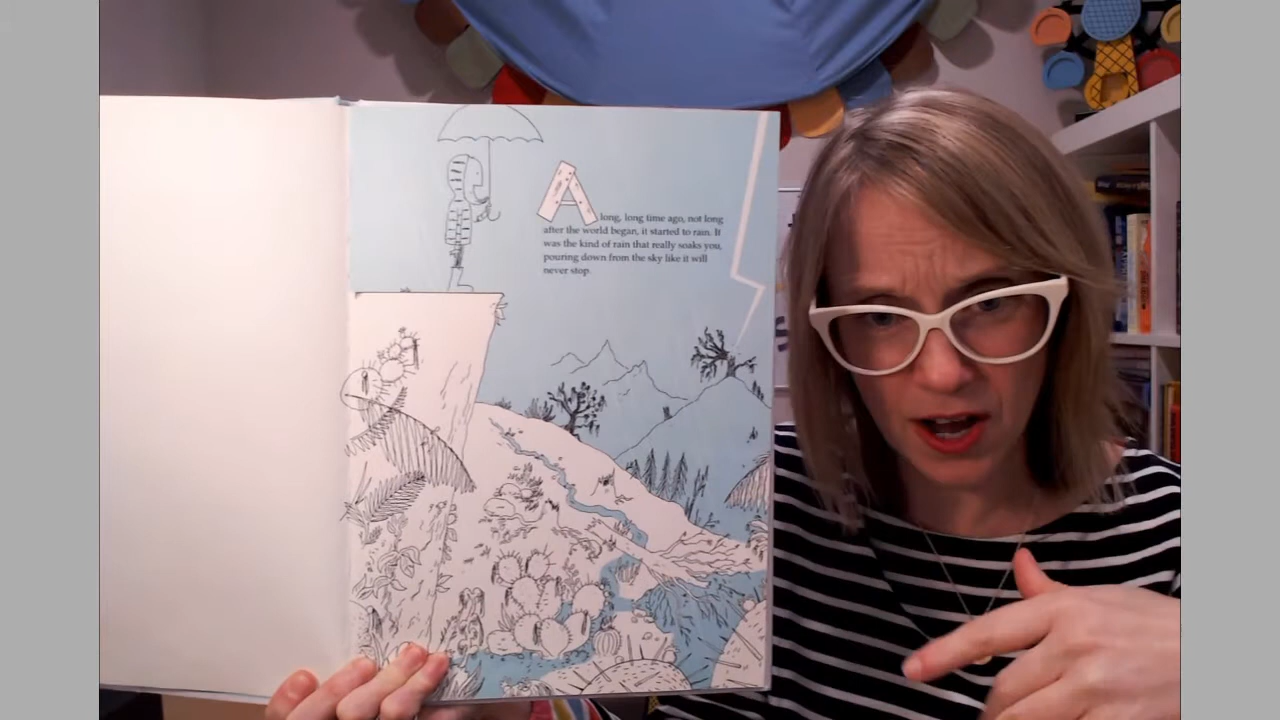 A long, long time ago, not long
after the world began, it started to rain. It
was the kind of rain that really soaks you,
pouring down from the sky like it will
never stop.